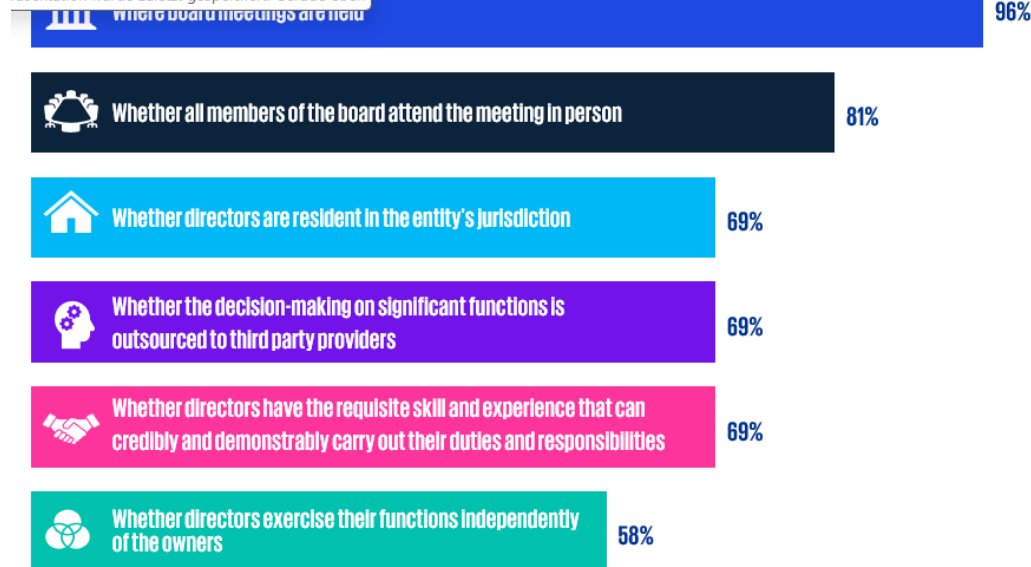 Where board meetings are held
96%
Whether all members of the board attend the meeting in person
81%
Whether directors are resident in the entity's jurisdiction
69%
Whether the decision-making on significant functions is
outsourced to third party providers
69%
Whether directors have the requisite skill and experience that can
credibly and demonstrably carry out their duties and responsibilities
69%
Whether directors exercise their functions independently
of the owners
58%